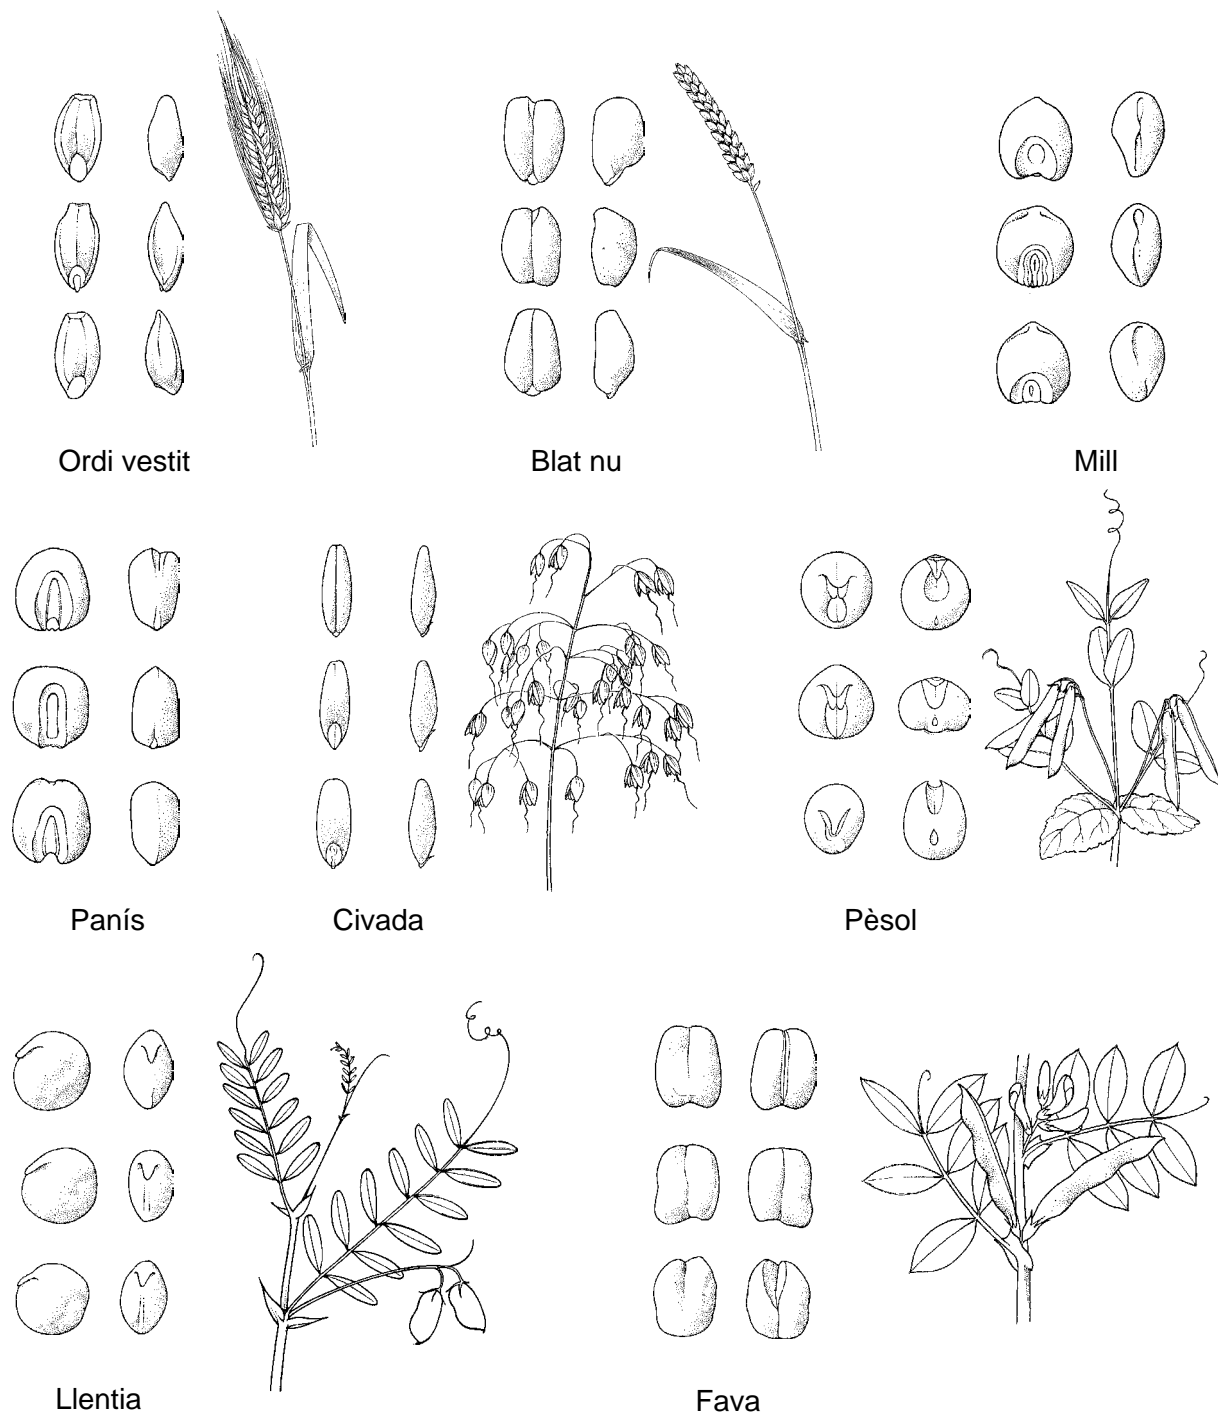 Ordi vestit
Blat nu
Mill
Panís
Civada
Pèsol
Llentia
Fava